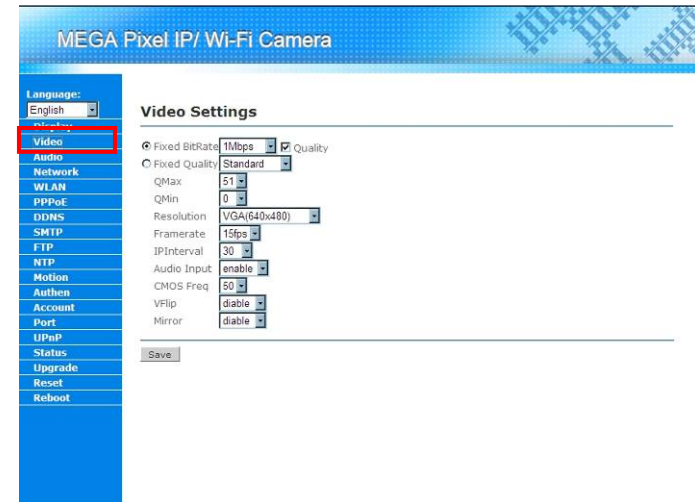 MEGA Pixel IP/ Wi-Fi Camera
Language:
English
Display
Video
Audio
Network
WLAN
PPPoE
DDNS
SMTP
FTP
NTP
Motion
Authen
Account
Port
UPnP
Status
Upgrade
Reset
Reboot
Video Settings
Fixed BitRate 1Mbps Quality
Fixed Quality Standard
QMax 51
QMin 0
Resolution VGA(640x480)
Framerate 15fps
IPInterval 30
Audio Input enable
CMOS Freq 50
VFlip diable
Mirror diable
Save